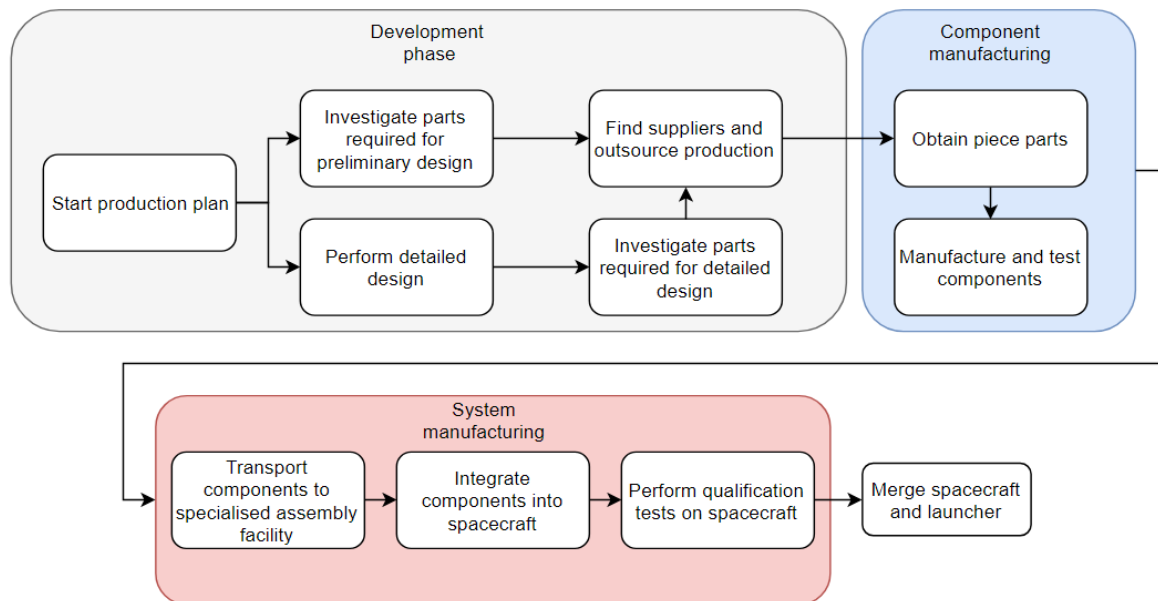 Development
phase
Start production plan
Investigate parts
required for
preliminary design
Find suppliers and
outsource production
Perform detailed
design
Investigate parts
required for detailed
design
Component
manufacturing
Obtain piece parts
Manufacture and test
components
System
manufacturing
Transport
components to
specialised assembly
facility
Integrate
components into
spacecraft
Perform qualification
tests on spacecraft
Merge spacecraft
and launcher